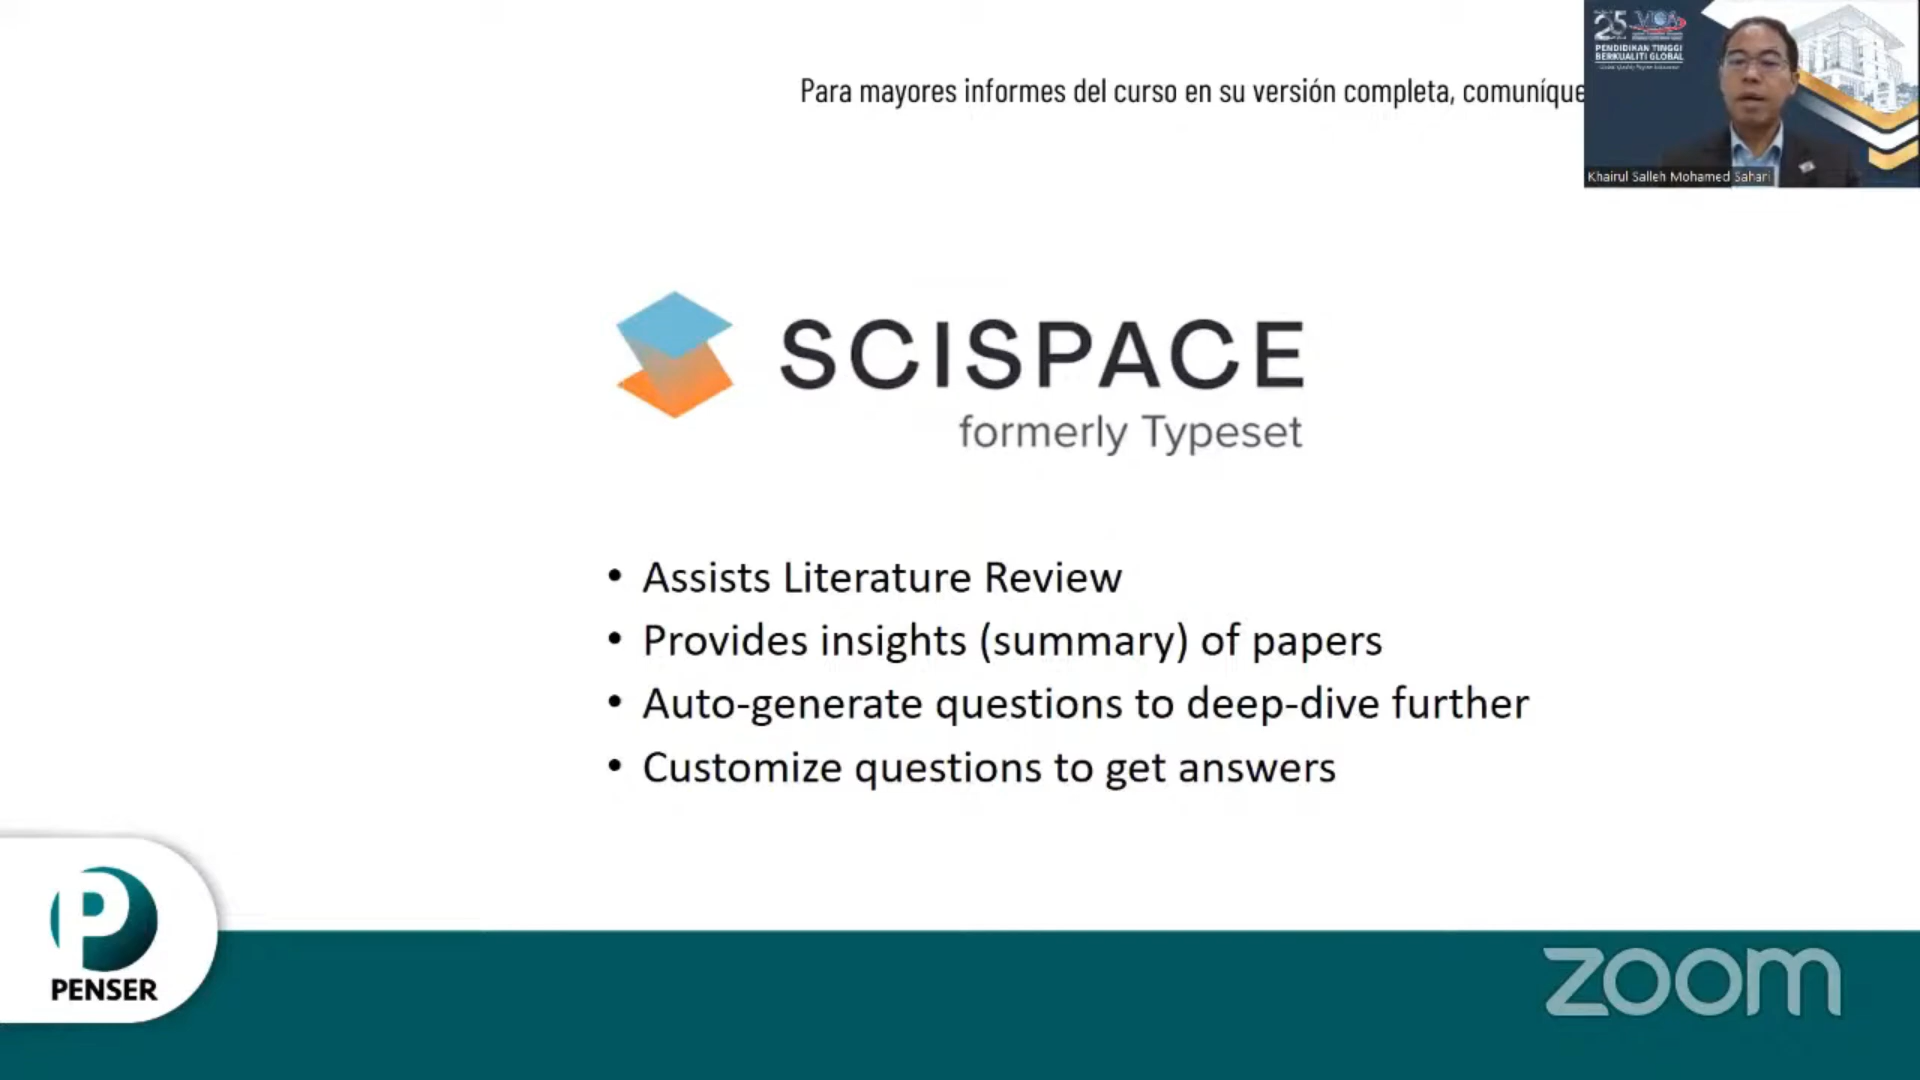 Para mayores informes del curso en su versión completa, comuníque
25
PENDIDIKAN TINGGI
BERKUALITI GLOBAL
Khairul Salleh Mohamed Sahari
SCISPACE
formerly Typeset
• Assists Literature Review
• Provides insights (summary) of papers
• Auto-generate questions to deep-dive further
• Customize questions to get answers
P
PENSER
zoom